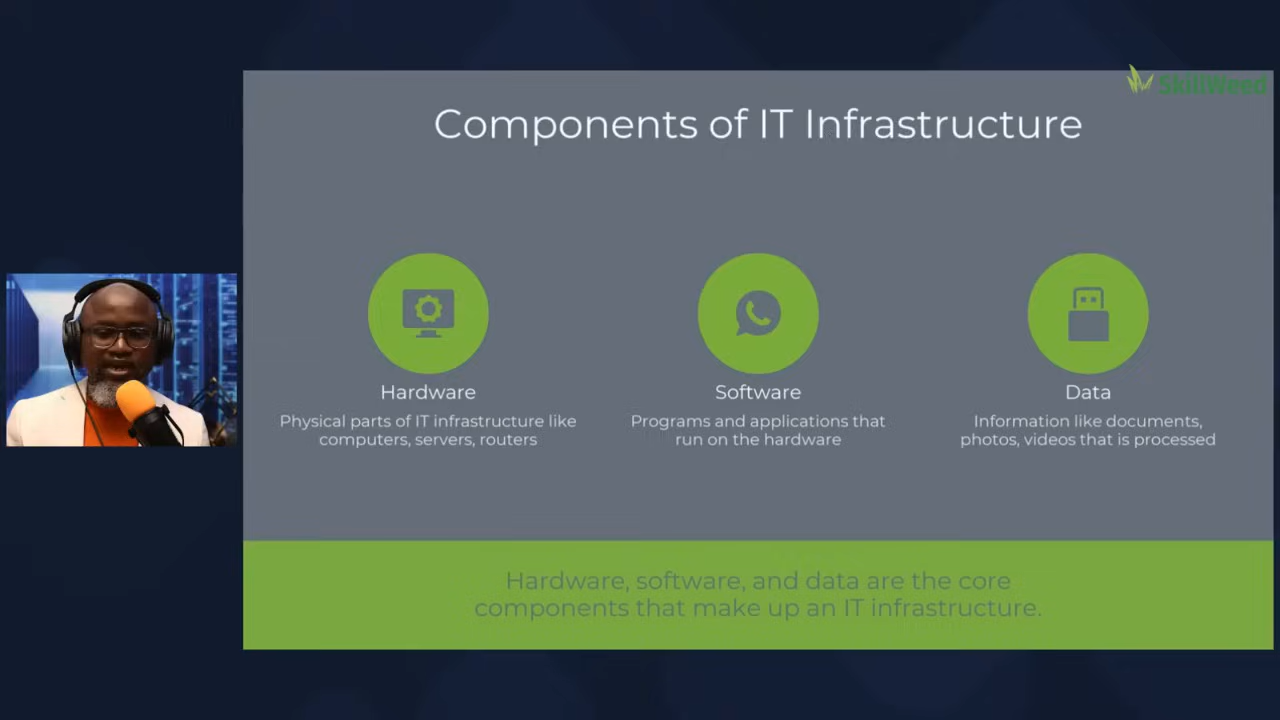 SkillWeed
Components of IT Infrastructure
Hardware
Physical parts of IT infrastructure like
computers, servers, routers
Software
Programs and applications that
run on the hardware
Data
Information like documents,
photos, videos that is processed
Hardware, software, and data are the core
components that make up an IT infrastructure.